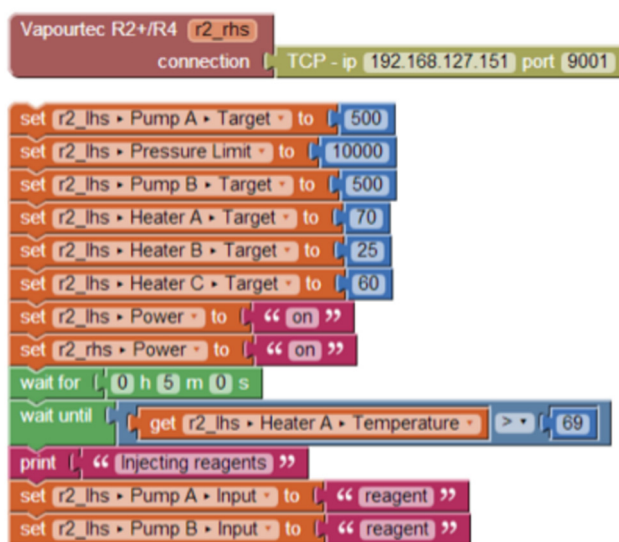 Vapourtec R2+/R4 r2_rhs
connection TCP - ip 192.168.127.151 port 9001
set r2_lhs ▸ Pump A ▸ Target ▾ to 500
set r2_lhs ▸ Pressure Limit ▾ to 10000
set r2_lhs ▸ Pump B ▸ Target ▾ to 500
set r2_lhs ▸ Heater A ▸ Target ▾ to 70
set r2_lhs ▸ Heater B ▸ Target ▾ to 25
set r2_lhs ▸ Heater C ▸ Target ▾ to 60
set r2_lhs ▸ Power ▾ to “ on ”
set r2_rhs ▸ Power ▾ to “ on ”
wait for 0 h 5 m 0 s
wait until get r2_lhs ▸ Heater A ▸ Temperature ▾ > ▾ 69
print “ Injecting reagents ”
set r2_lhs ▸ Pump A ▸ Input ▾ to “ reagent ”
set r2_lhs ▸ Pump B ▸ Input ▾ to “ reagent ”